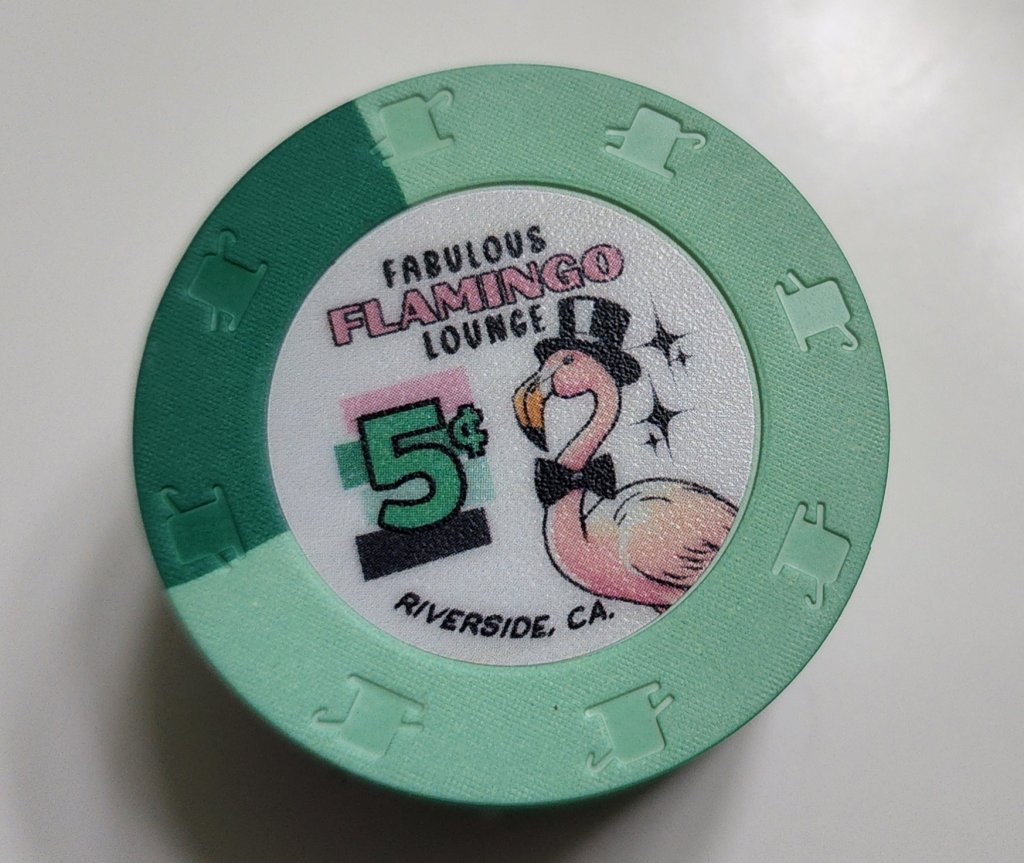 FABULOUS
FLAMINGO
LOUNGE
5¢
RIVERSIDE, CA.